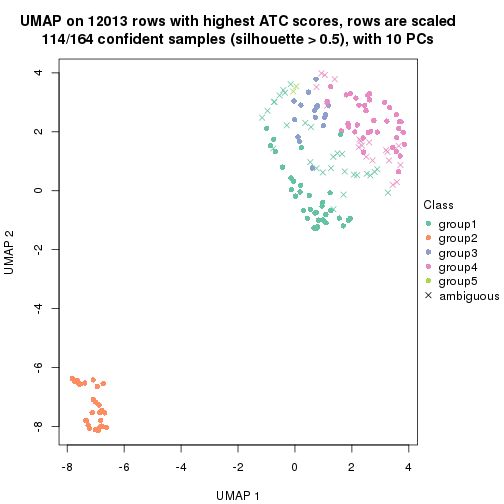 UMAP on 12013 rows with highest ATC scores, rows are scaled
114/164 confident samples (silhouette > 0.5), with 10 PCs
4
2
0
-2
-4
-6
-8
UMAP 2
-8
-6
-4
-2
0
2
4
UMAP 1
Class
group1
group2
group3
group4
group5
ambiguous